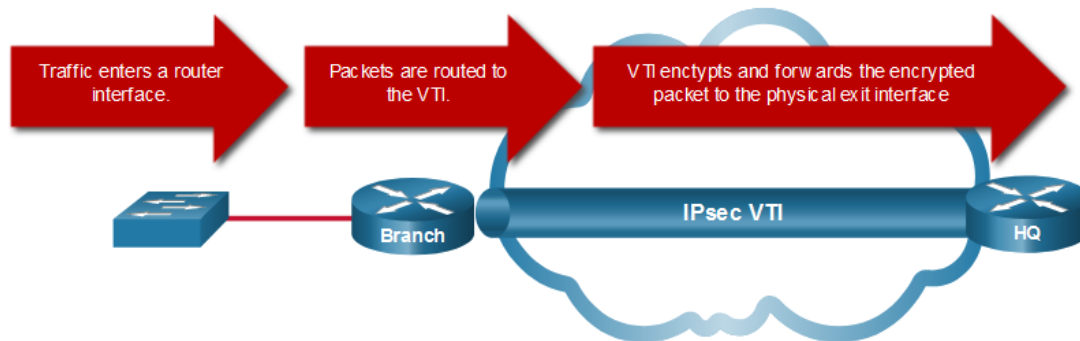 Traffic enters a router
interface.
Packets are routed to
the VTI.
VTI enctypts and forwards the encrypted
packet to the physical exit interface
IPsec VTI
Branch
HQ